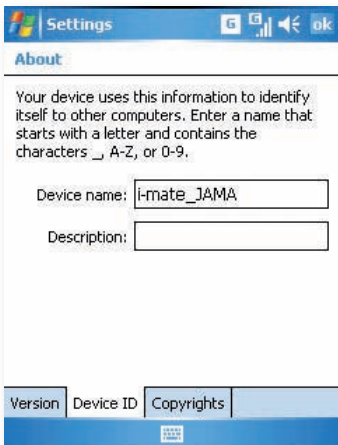 Settings
G
G
ok
About
Your device uses this information to identify
itself to other computers. Enter a name that
starts with a letter and contains the
characters _, A-Z, or 0-9.
Device name: i-mate_JAMA
Description:
Version Device ID Copyrights